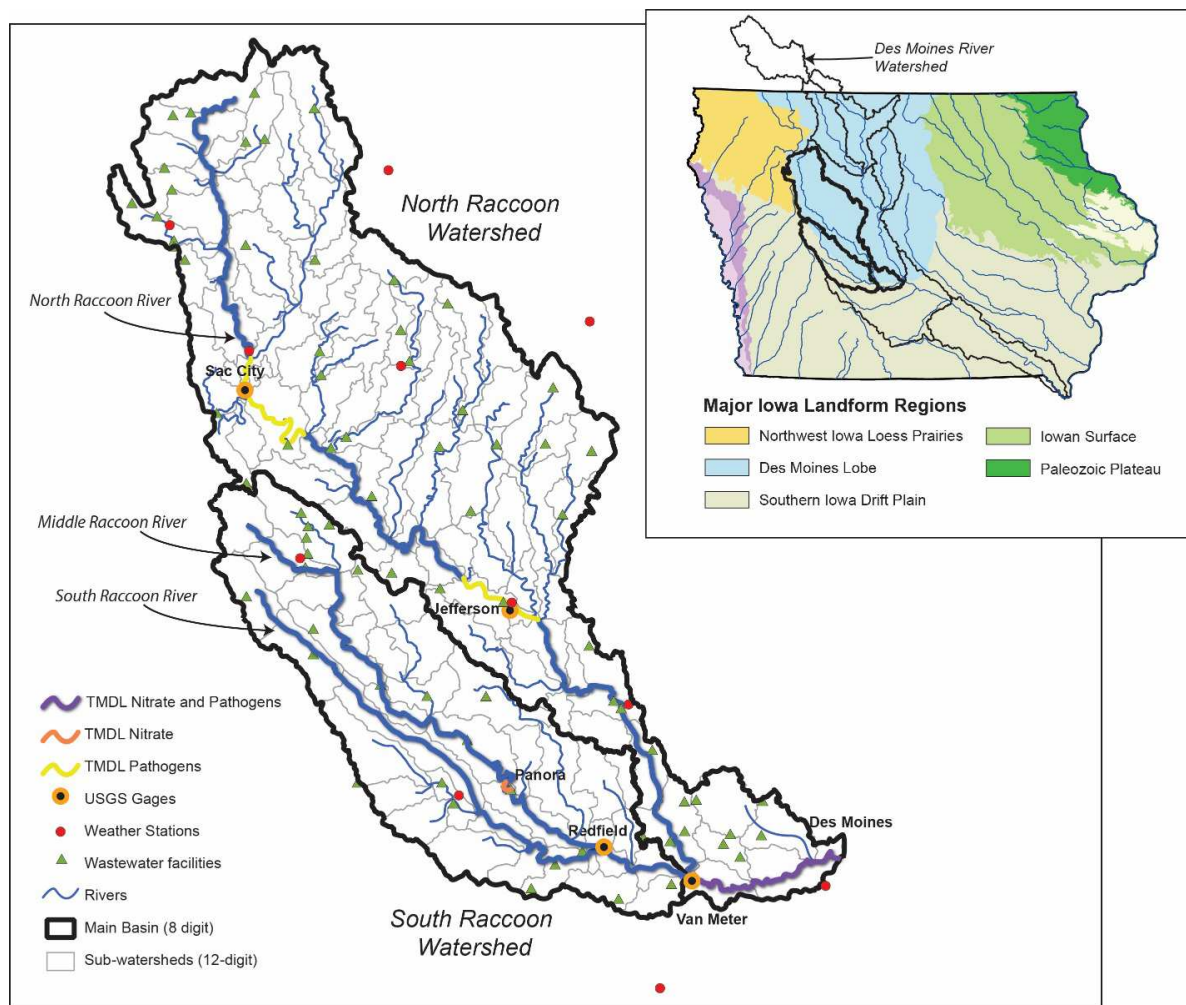 Des Moines River
Watershed
North Raccoon
Watershed
North Raccoon River
Sac City
Major Iowa Landform Regions
Northwest Iowa Loess Prairies
Iowan Surface
Des Moines Lobe
Paleozoic Plateau
Southern Iowa Drift Plain
Middle Raccoon River
South Raccoon River
Jefferson
TMDL Nitrate and Pathogens
TMDL Nitrate
TMDL Pathogens
USGS Gages
Weather Stations
Wastewater facilities
Rivers
Main Basin (8 digit)
Sub-watersheds (12-digit)
Panora
Redfield
Des Moines
Van Meter
South Raccoon
Watershed